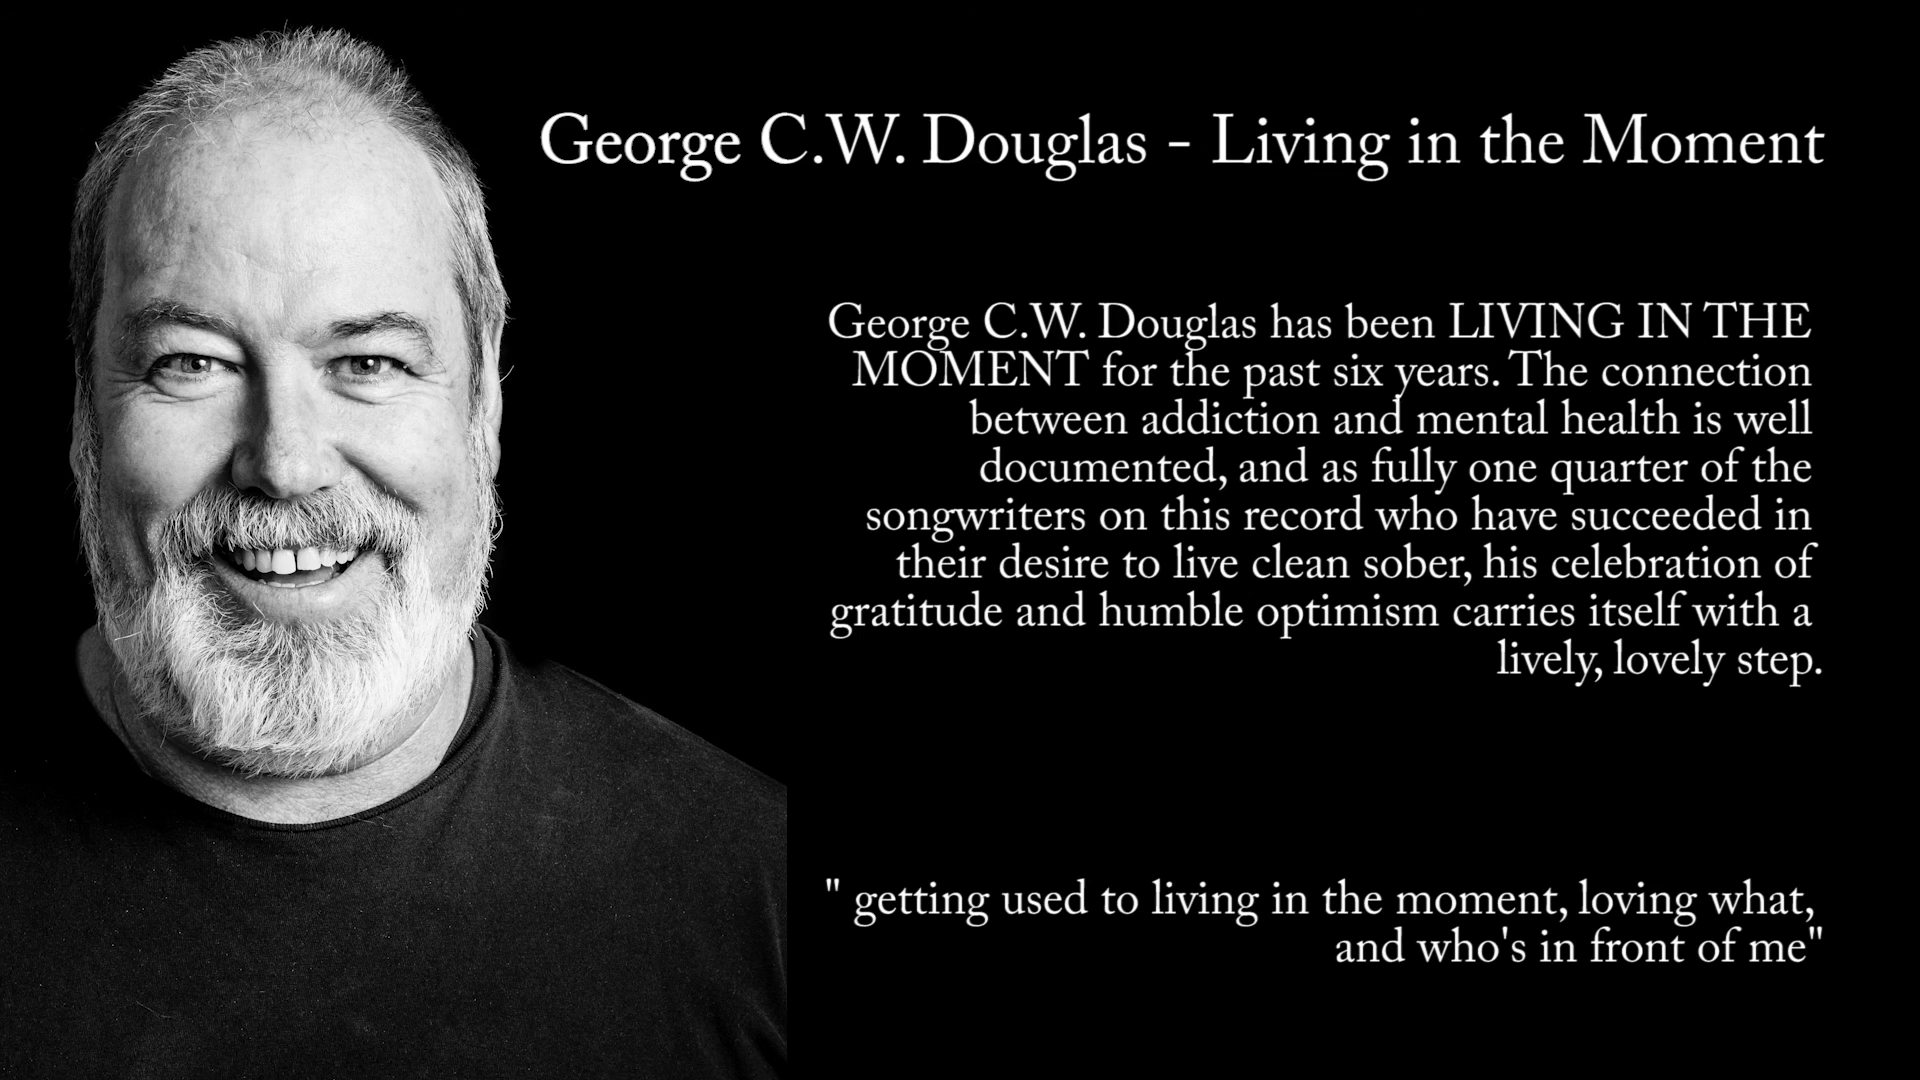 George C.W. Douglas - Living in the Moment
George C.W. Douglas has been LIVING IN THE
MOMENT for the past six years. The connection
between addiction and mental health is well
documented, and as fully one quarter of the
songwriters on this record who have succeeded in
their desire to live clean sober, his celebration of
gratitude and humble optimism carries itself with a
lively, lovely step.
" getting used to living in the moment, loving what,
and who's in front of me"